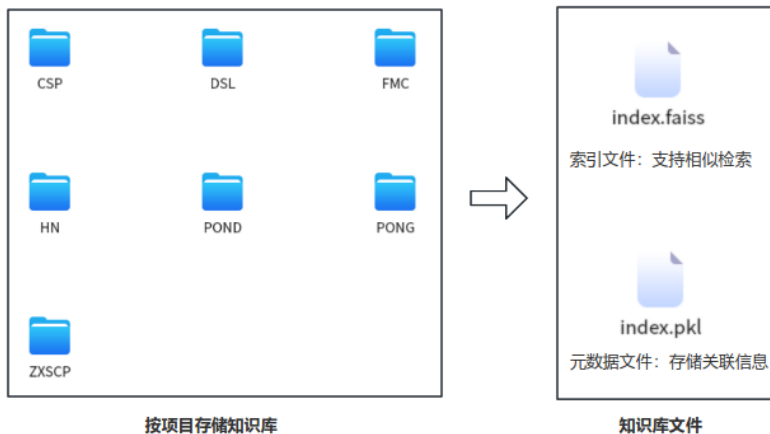 CSP
DSL
FMC
HN
POND
PONG
ZXSCP
按项目存储知识库
index.faiss
索引文件：支持相似检索
index.pkl
元数据文件：存储关联信息
知识库文件